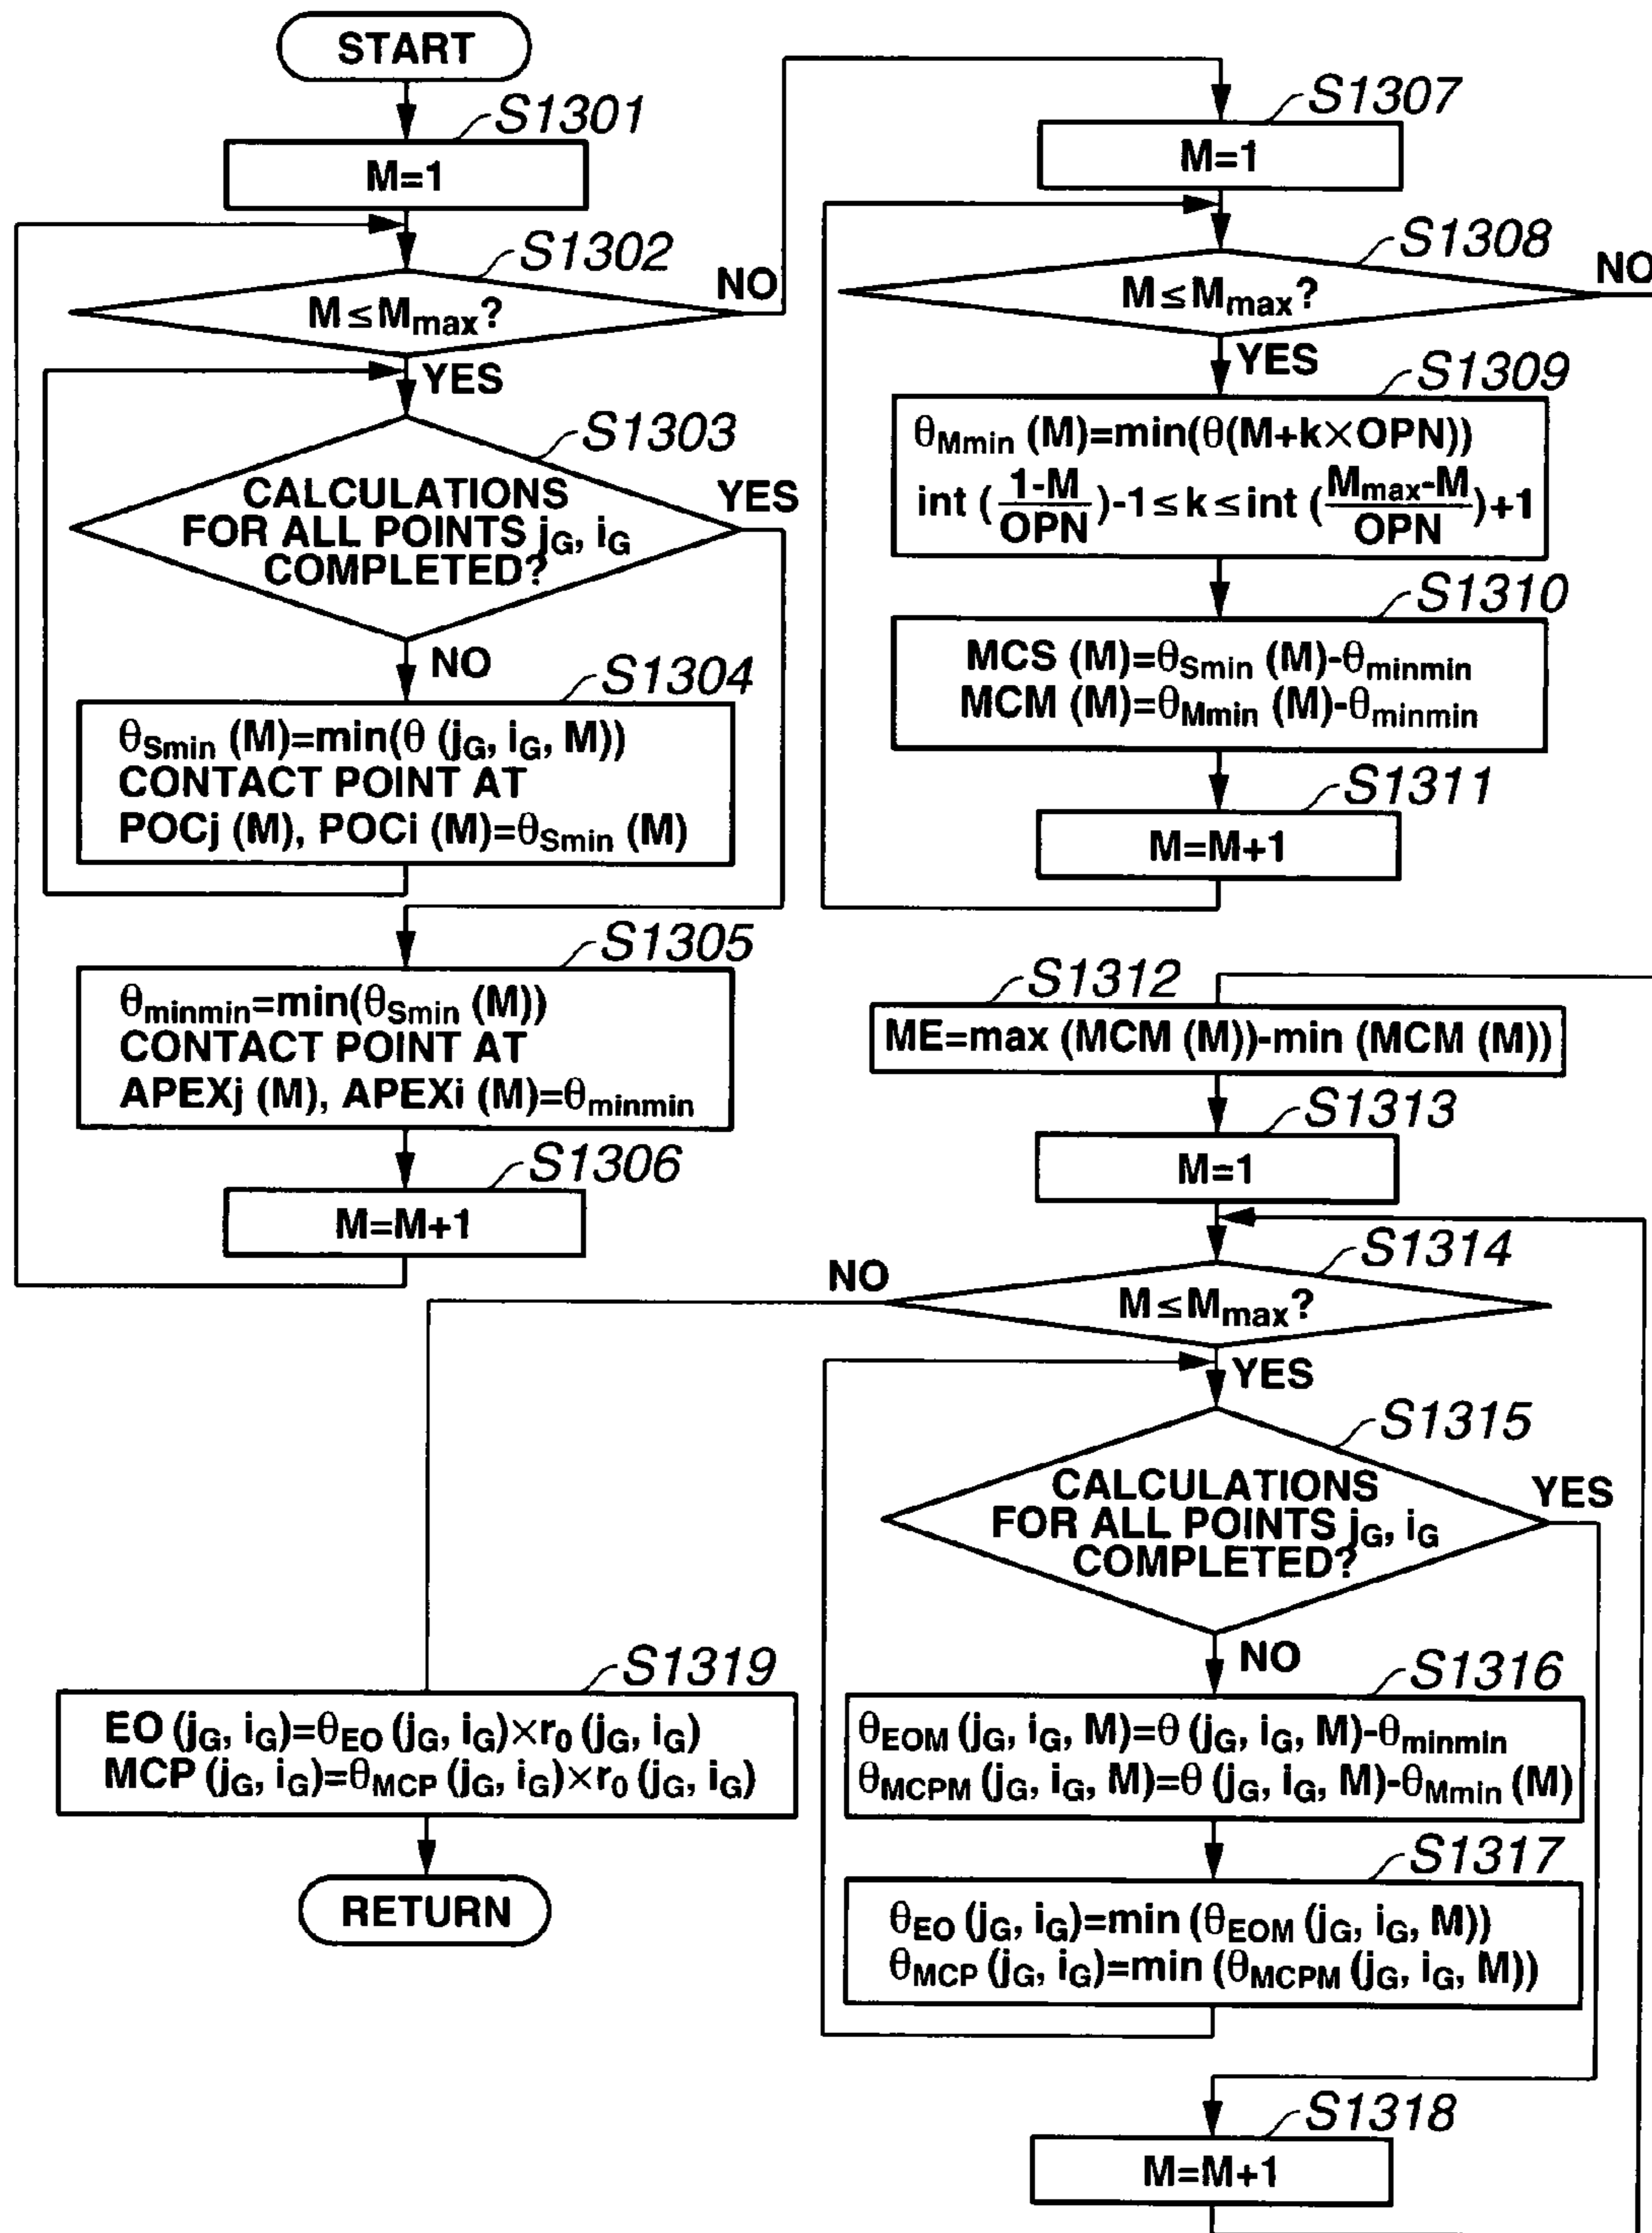 START
S1301
M=1
S1302
M≤Mmax?
NO
YES
S1303
CALCULATIONS
FOR ALL POINTS jG, iG
COMPLETED?
YES
NO
S1304
θSmin (M)=min(θ (jG, iG, M))
CONTACT POINT AT
POCj (M), POCi (M)=θSmin (M)
S1305
θminmin=min(θSmin (M))
CONTACT POINT AT
APEXj (M), APEXi (M)=θminmin
S1306
M=M+1
S1307
M=1
S1308
M≤Mmax?
NO
YES
S1309
θMmin (M)=min(θ(M+k×OPN))
int (1-M/OPN)-1≤k≤int (Mmax-M/OPN)+1
S1310
MCS (M)=θSmin (M)-θminmin
MCM (M)=θMmin (M)-θminmin
S1311
M=M+1
S1312
ME=max (MCM (M))-min (MCM (M))
S1313
M=1
S1314
NO
M≤Mmax?
YES
S1315
CALCULATIONS
FOR ALL POINTS jG, iG
COMPLETED?
YES
NO
S1316
θEOM (jG, iG, M)=θ (jG, iG, M)-θminmin
θMCPM (jG, iG, M)=θ (jG, iG, M)-θMmin (M)
S1317
θEO (jG, iG)=min (θEOM (jG, iG, M))
θMCP (jG, iG)=min (θMCPM (jG, iG, M))
S1318
M=M+1
S1319
EO (jG, iG)=θEO (jG, iG)×r0 (jG, iG)
MCP (jG, iG)=θMCP (jG, iG)×r0 (jG, iG)
RETURN